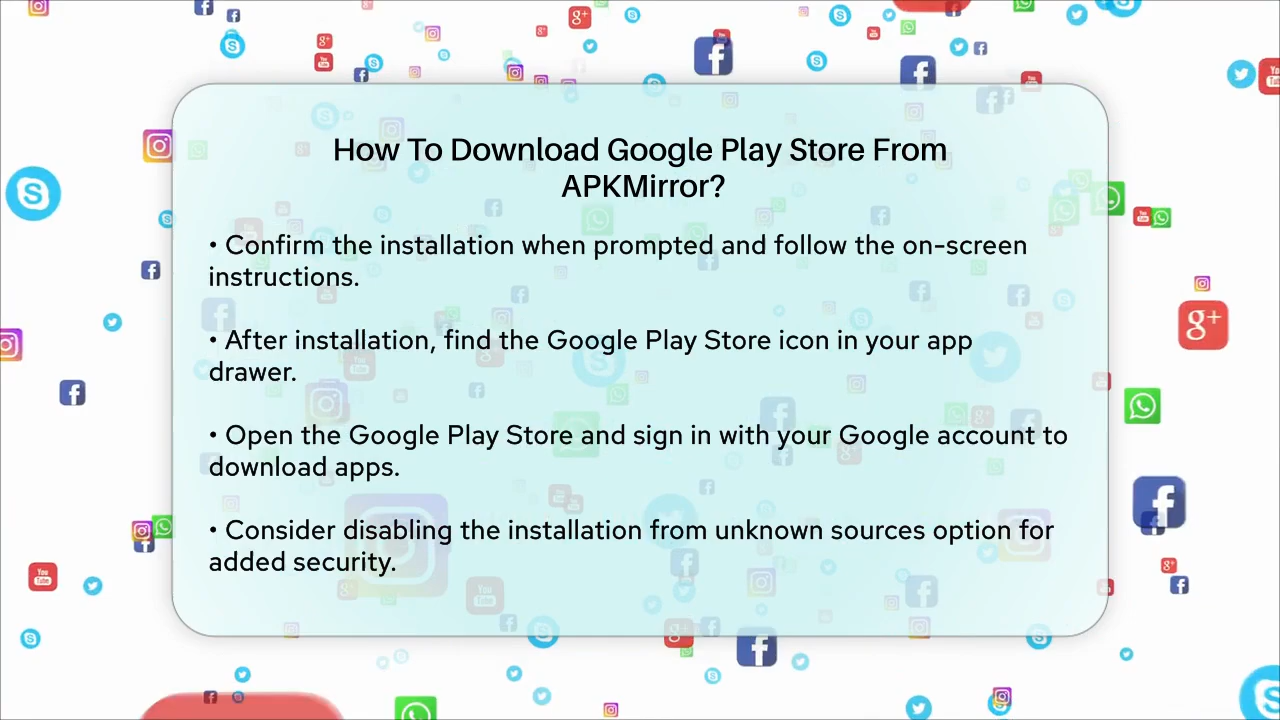 How To Download Google Play Store From
APKMirror?
• Confirm the installation when prompted and follow the on-screen
instructions.
• After installation, find the Google Play Store icon in your app
drawer.
• Open the Google Play Store and sign in with your Google account to
download apps.
• Consider disabling the installation from unknown sources option for
added security.